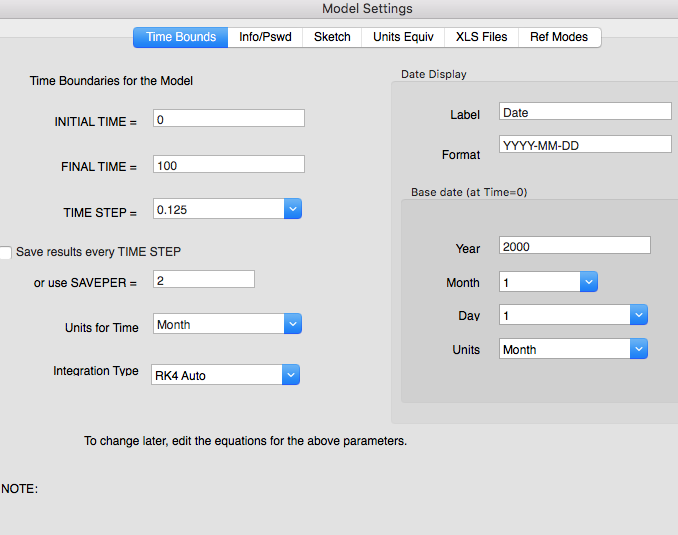 Model Settings
Time Bounds Info/Pswd Sketch Units Equiv XLS Files Ref Modes
Time Boundaries for the Model
INITIAL TIME = 0
FINAL TIME = 100
TIME STEP = 0.125
Save results every TIME STEP
or use SAVEPER = 2
Units for Time Month
Integration Type RK4 Auto
Date Display
Label Date
Format YYYY-MM-DD
Base date (at Time=0)
Year 2000
Month 1
Day 1
Units Month
To change later, edit the equations for the above parameters.
NOTE: